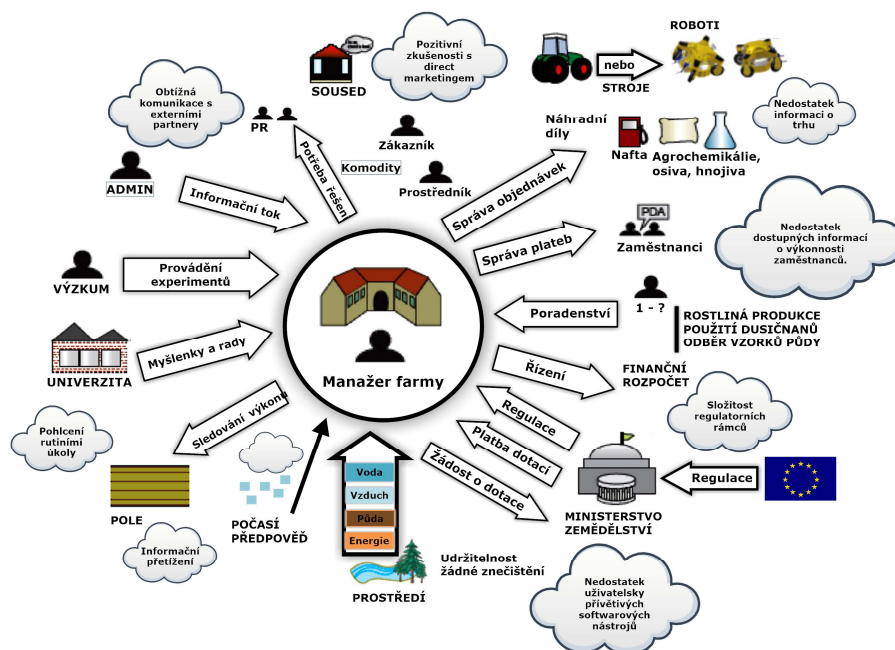 ROBOTI
nebo
STROJE
SOUSED
Pozitivní
zkušenosti s
direct
marketingem
Obtížná
komunikace s
externími
partnery
PR
Zákazník
Komodity
Prostředník
Potřeba řešen
Náhradní
díly
Nafta
Agrochemikálie,
osiva, hnojiva
Nedostatek
informací o
trhu
ADMIN
Informační tok
Správa objednávek
Správa plateb
PDA
Zaměstnanci
Nedostatek
dostupných informací
o výkonnosti
zaměstnanců.
VÝZKUM
Provádění
experimentů
Manažer farmy
Poradenství
1 - ?
ROSTLINÁ PRODUKCE
POUŽITÍ DUSIČNANŮ
ODBĚR VZORKŮ PŮDY
UNIVERZITA
Myšlenky a rady
Řízení
FINANČNÍ
ROZPOČET
Sledování výkonu
Regulace
Platba dotací
Žádost o dotace
Složitost
regulatorních
rámců
Pohlcení
rutiními
úkoly
POLE
POČASÍ
PŘEDPOVĚĎ
Informační
přetížení
Voda
Vzduch
Půda
Energie
PROSTŘEDÍ
Udržitelnost
žádné znečištění
MINISTERSTVO
ZEMĚDĚLSTVÍ
Regulace
Nedostatek
uživatelsky
přívětivých
softwarových
nástrojů